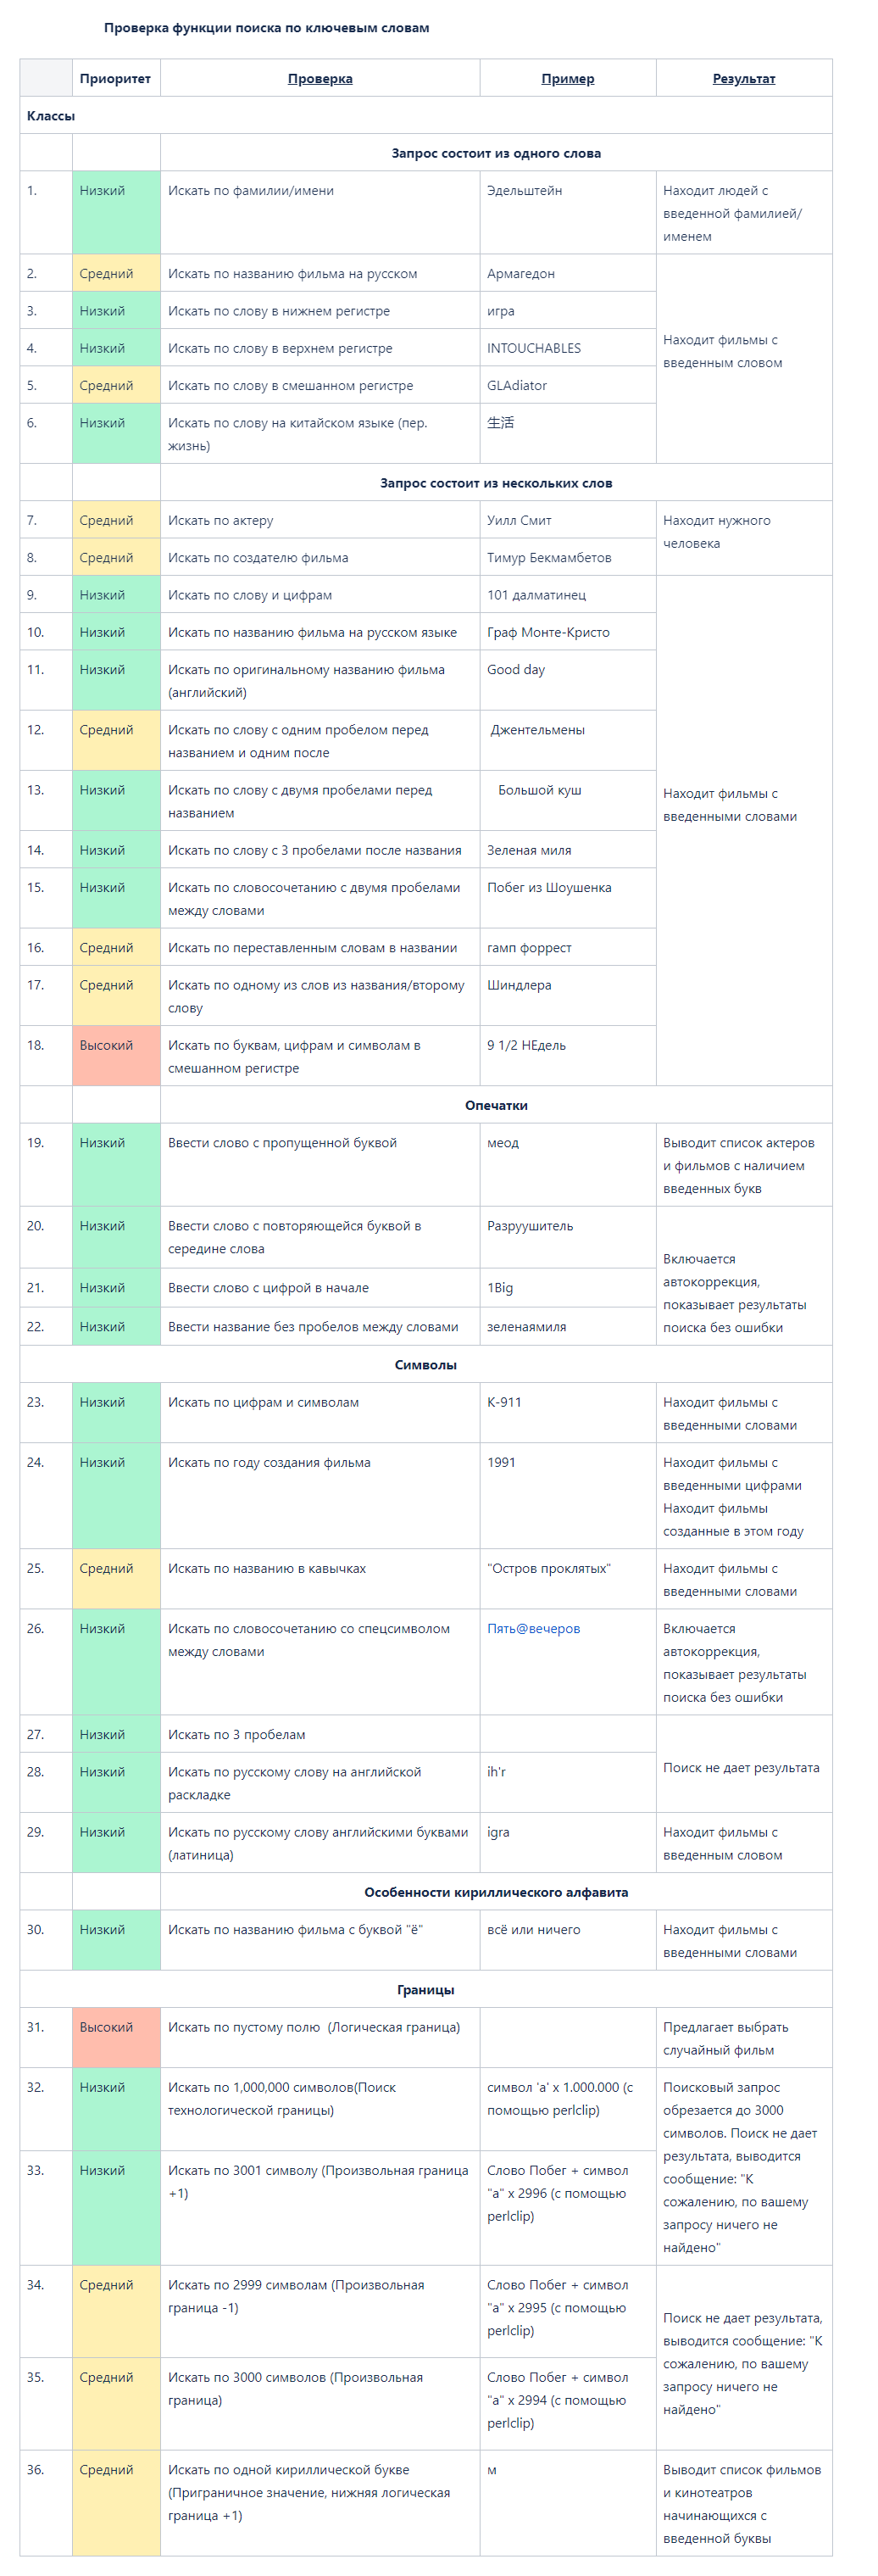 Проверка функции поиска по ключевым словам
Приоритет Проверка Пример Результат
Классы
Запрос состоит из одного слова
1. Низкий Искать по фамилии/имени Эдельштейн Находит людей с
введенной фамилией/
именем
2. Средний Искать по названию фильма на русском Армагедон
3. Низкий Искать по слову в нижнем регистре игра
Находит фильмы с
введенным словом
4. Низкий Искать по слову в верхнем регистре INTOUCHABLES
5. Средний Искать по слову в смешанном регистре GLAdiator
6. Низкий Искать по слову на китайском языке (пер. 生活
жизнь)
Запрос состоит из нескольких слов
7. Средний Искать по актеру Уилл Смит Находит нужного
человека
8. Средний Искать по создателю фильма Тимур Бекмамбетов
9. Низкий Искать по слову и цифрам 101 далматинец
10. Низкий Искать по названию фильма на русском языке Граф Монте-Кристо
11. Низкий Искать по оригинальному названию фильма Good day
(английский)
12. Средний Искать по слову с одним пробелом перед Джентельмены
названием и одним после
13. Низкий Искать по слову с двумя пробелами перед Большой куш
названием
Находит фильмы с
введенными словами
14. Низкий Искать по слову с 3 пробелами после названия Зеленая миля
15. Низкий Искать по словосочетанию с двумя пробелами Побег из Шоушенка
между словами
16. Средний Искать по переставленным словам в названии гамп форрест
17. Средний Искать по одному из слов из названия/второму Шиндлера
слову
18. Высокий Искать по буквам, цифрам и символам в 9 1/2 НЕдель
смешанном регистре
Опечатки
19. Низкий Ввести слово с пропущенной буквой меод Выводит список актеров
и фильмов с наличием
введенных букв
20. Низкий Ввести слово с повторяющейся буквой в Разруушитель
середине слова
Включается
автокоррекция,
показывает результаты
поиска без ошибки
21. Низкий Ввести слово с цифрой в начале 1Big
22. Низкий Ввести название без пробелов между словами зеленаямиля
Символы
23. Низкий Искать по цифрам и символам К-911 Находит фильмы с
введенными словами
24. Низкий Искать по году создания фильма 1991 Находит фильмы с
введенными цифрами
Находит фильмы
созданные в этом году
25. Средний Искать по названию в кавычках "Остров проклятых" Находит фильмы с
введенными словами
26. Низкий Искать по словосочетанию со спецсимволом Пять@вечеров Включается
между словами автокоррекция,
показывает результаты
поиска без ошибки
27. Низкий Искать по 3 пробелам
Поиск не дает результата
28. Низкий Искать по русскому слову на английской ih'r
раскладке
29. Низкий Искать по русскому слову английскими буквами igra Находит фильмы с
(латиница) введенным словом
Особенности кириллического алфавита
30. Низкий Искать по названию фильма с буквой "ё" всё или ничего Находит фильмы с
введенными словами
Границы
31. Высокий Искать по пустому полю (Логическая граница) Предлагает выбрать
случайный фильм
32. Низкий Искать по 1,000,000 символов(Поиск символ 'a' x 1.000.000 (с Поисковый запрос
технологической границы) помощью perlclip) обрезается до 3000
символов. Поиск не дает
результата, выводится
сообщение: "К
сожалению, по вашему
запросу ничего не
найдено"
33. Низкий Искать по 3001 символу (Произвольная граница Слово Побег + символ
+1) "a" x 2996 (с помощью
perlclip)
34. Средний Искать по 2999 символам (Произвольная Слово Побег + символ
граница -1) "a" x 2995 (с помощью
perlclip)
Поиск не дает результата,
выводится сообщение: "К
сожалению, по вашему
запросу ничего не
найдено"
35. Средний Искать по 3000 символов (Произвольная Слово Побег + символ
граница) "a" x 2994 (с помощью
perlclip)
36. Средний Искать по одной кириллической букве м Выводит список фильмов
(Приграничное значение, нижняя логическая и кинотеатров
граница +1) начинающихся с
введенной буквы